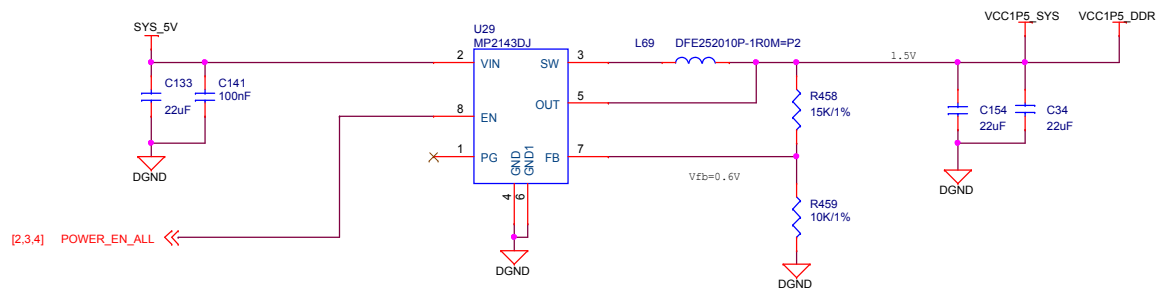 SYS_5V
VCC1P5_SYS
VCC1P5_DDR
U29
MP2143DJ
L69
DFE252010P-1R0M=P2
2
VIN
SW
3
1.5V
C133
22uF
C141
100nF
OUT
5
R458
15K/1%
C154
22uF
C34
22uF
8
EN
1
PG
GND
GND1
FB
7
Vfb=0.6V
DGND
DGND
4
6
R459
10K/1%
[2,3,4]
POWER_EN_ALL
DGND
DGND